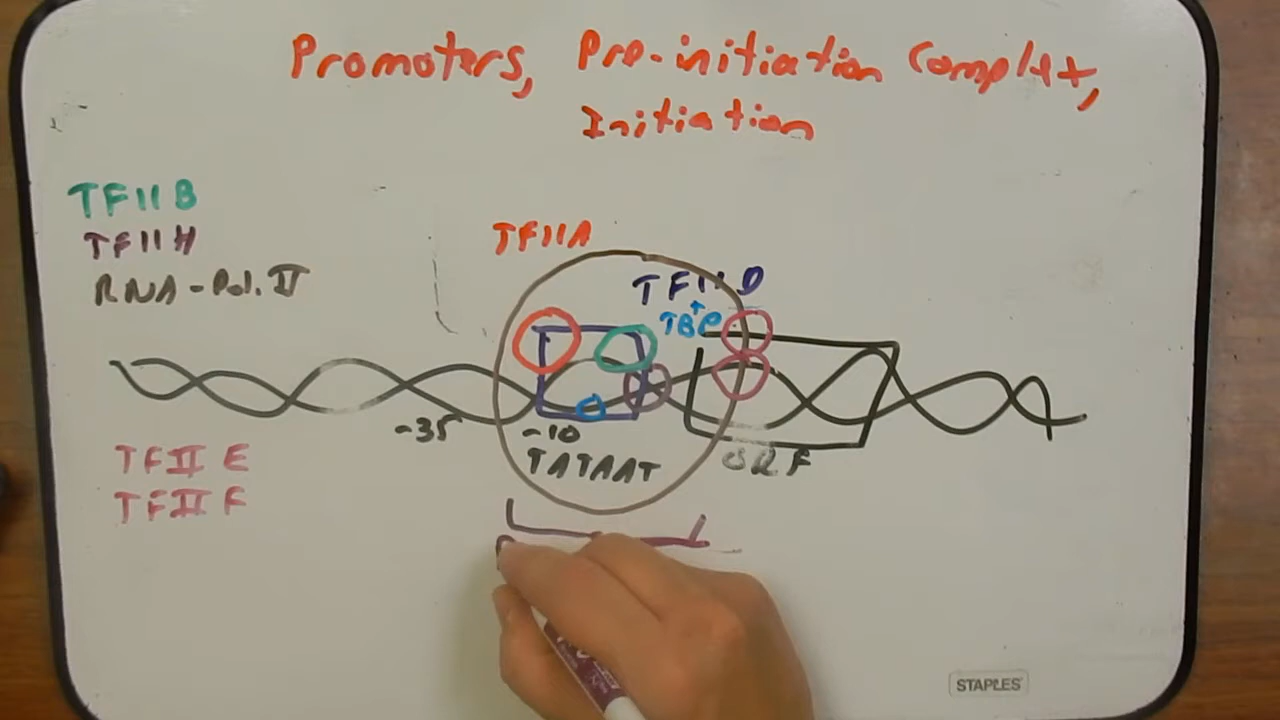 Promoters, Pre-initiation Complex,
Initiation
TFIIB
TFIIH
RNA-Pol. II
TFIIA
TFIID
TBP
-35
-10
TATAAT
ORF
TFII E
TFII F
STAPLES